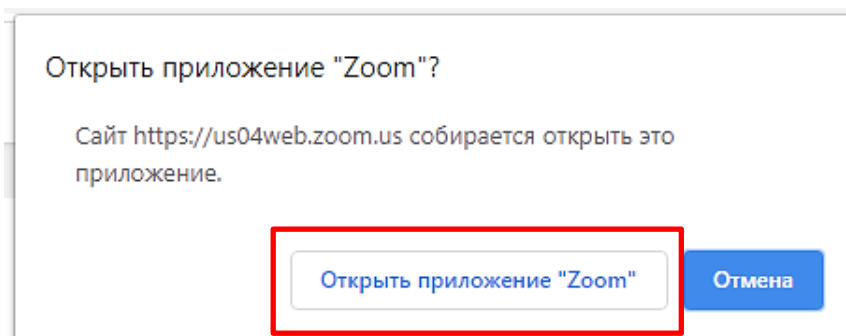 Открыть приложение "Zoom"?
Сайт https://us04web.zoom.us собирается открыть это
приложение.
Открыть приложение "Zoom" Отмена